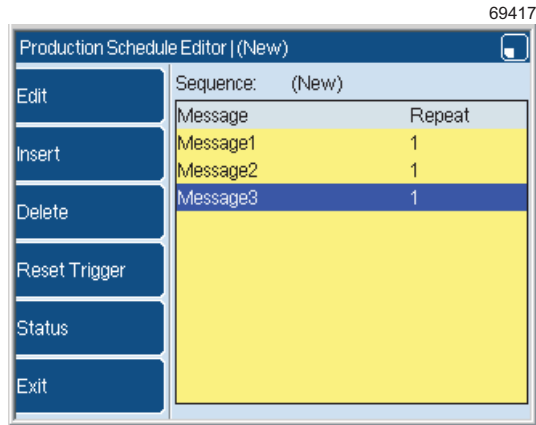 69417
Production Schedule Editor | (New)
Edit
Insert
Delete
Reset Trigger
Status
Exit
Sequence: (New)
Message Repeat
Message1 1
Message2 1
Message3 1